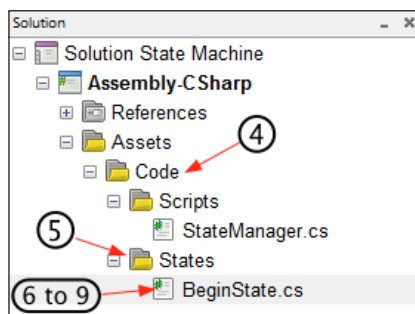 Solution
Solution State Machine
Assembly-CSharp
References
Assets
4
Code
Scripts
StateManager.cs
5
States
6 to 9
BeginState.cs